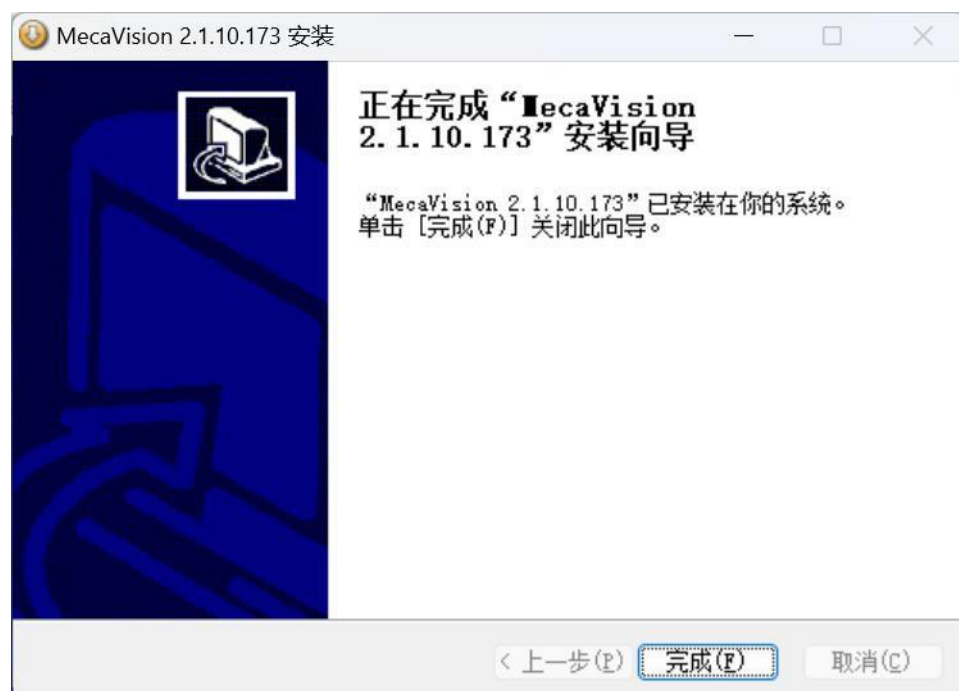 MecaVision 2.1.10.173 安装
正在完成“MecaVision
2.1.10.173”安装向导
“MecaVision 2.1.10.173”已安装在你的系统。
单击 [完成(F)] 关闭此向导。
< 上一步(P) 完成(F) 取消(C)